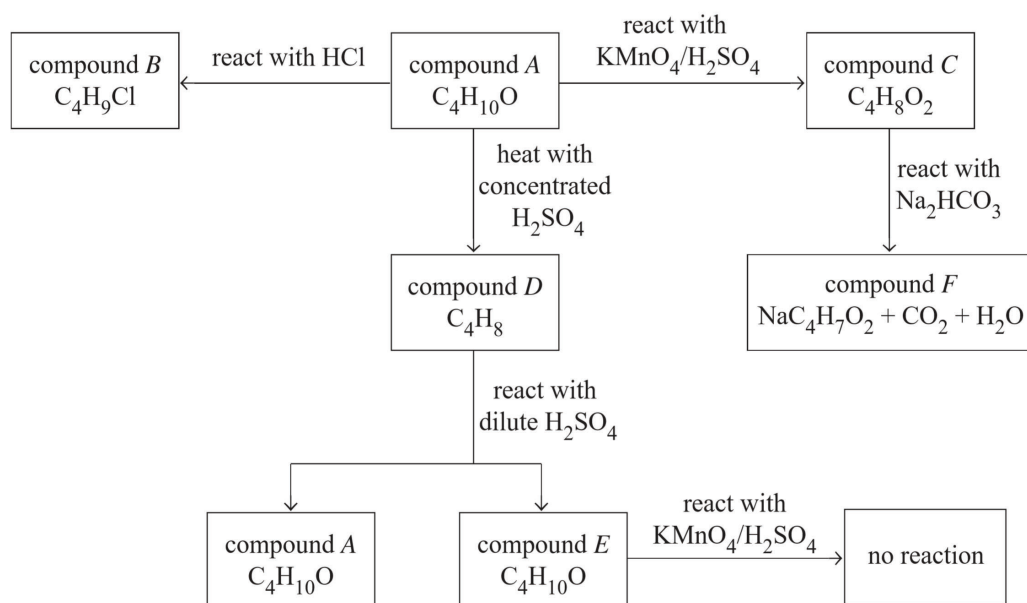 compound B
C₄H₉Cl
react with HCl
compound A
C₄H₁₀O
react with
KMnO₄/H₂SO₄
compound C
C₄H₈O₂
heat with
concentrated
H₂SO₄
react with
Na₂HCO₃
compound D
C₄H₈
compound F
NaC₄H₇O₂ + CO₂ + H₂O
react with
dilute H₂SO₄
compound A
C₄H₁₀O
compound E
C₄H₁₀O
react with
KMnO₄/H₂SO₄
no reaction